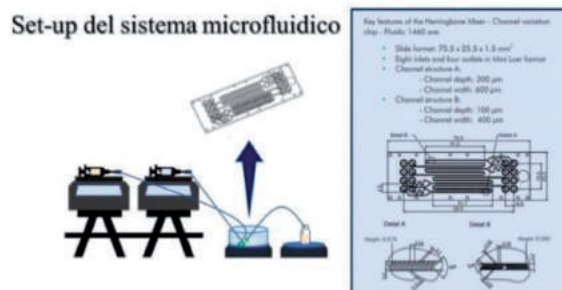 Set-up del sistema microfluidico
Key features of the Herringbone Mixer - Channel variation
chip - Fluidic 1460 are:
Slide format: 75.5 x 25.5 x 1.5 mm³
Eight inlets and four outlets in Mini Luer format
Channel structure A:
- Channel depth: 200 µm
- Channel width: 600 µm
Channel structure B:
- Channel depth: 100 µm
- Channel width: 400 µm
Detail B
Detail A
75.5
Detail A
Detail B